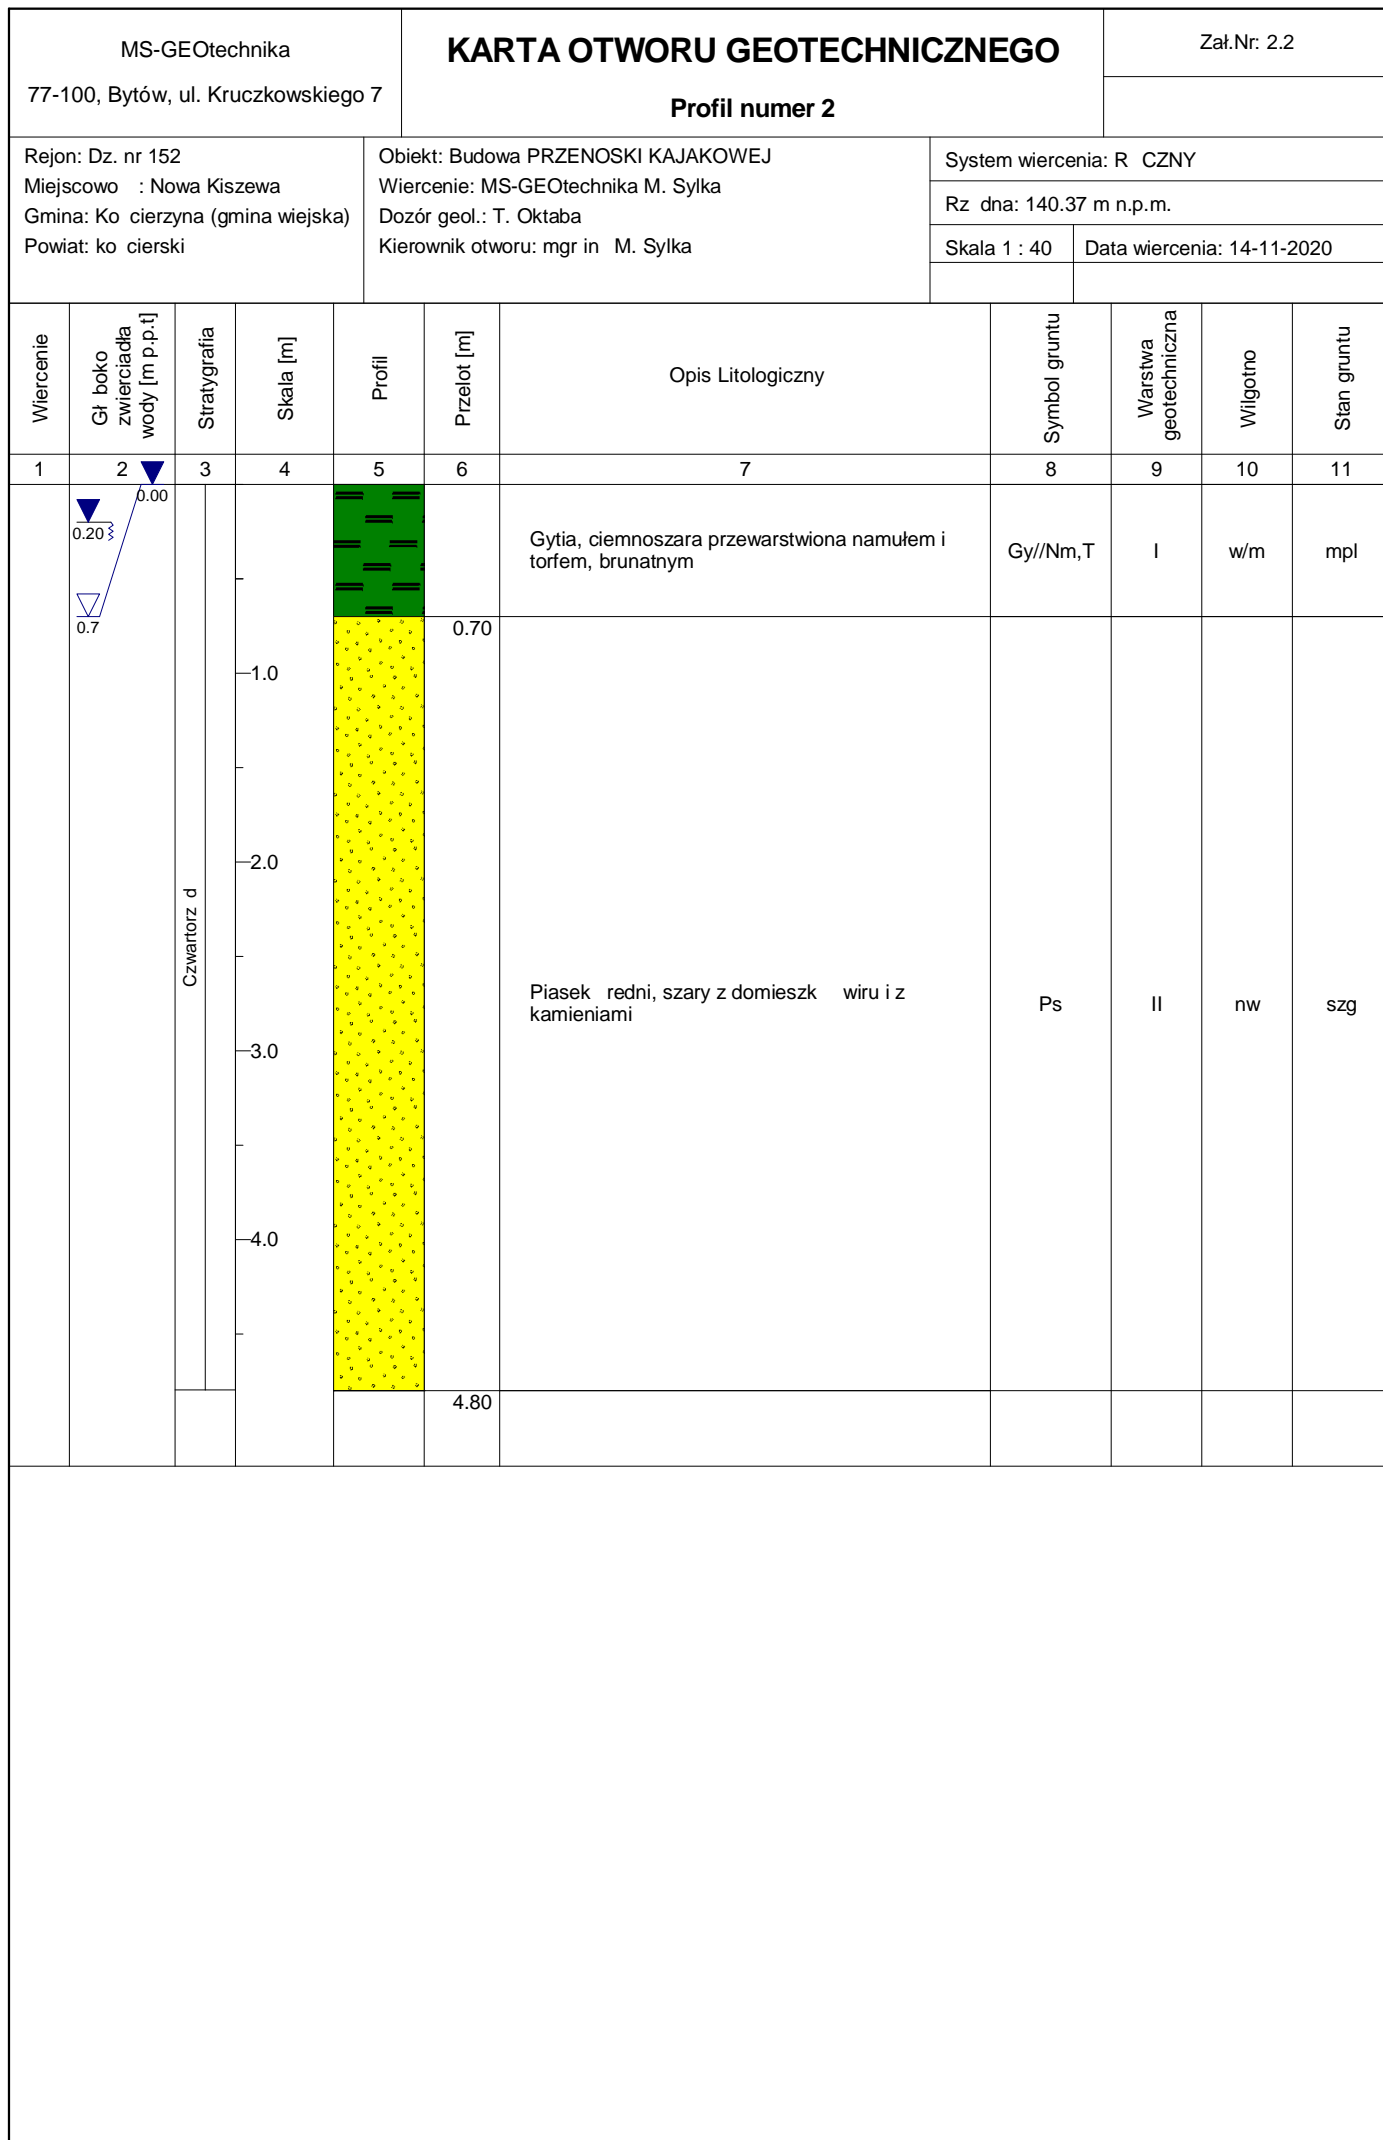 MS-GEOtechnika
77-100, Bytów, ul. Kruczkowskiego 7
KARTA OTWORU GEOTECHNICZNEGO
Profil numer 2
Zał.Nr: 2.2
Rejon: Dz. nr 152
Miejscowo : Nowa Kiszewa
Gmina: Ko cierzyna (gmina wiejska)
Powiat: ko cierski
Obiekt: Budowa PRZENOSKI KAJAKOWEJ
Wiercenie: MS-GEOtechnika M. Sylka
Dozór geol.: T. Oktaba
Kierownik otworu: mgr in M. Sylka
System wiercenia: R CZNY
Rz dna: 140.37 m n.p.m.
Skala 1 : 40
Data wiercenia: 14-11-2020
Wiercenie
Gł boko
zwierciadła
wody [m p.p.t]
Stratygrafia
Skala [m]
Profil
Przelot [m]
Opis Litologiczny
Symbol gruntu
Warstwa
geotechniczna
Wilgotno
Stan gruntu
1 2 3 4 5 6 7 8 9 10 11
0.00
0.20
0.7
Czwartorz d
1.0
2.0
3.0
4.0
0.70
4.80
Gytia, ciemnoszara przewarstwiona namułem i
torfem, brunatnym
Gy//Nm,T
I
w/m
mpl
Piasek redni, szary z domieszk wiru i z
kamieniami
Ps
II
nw
szg